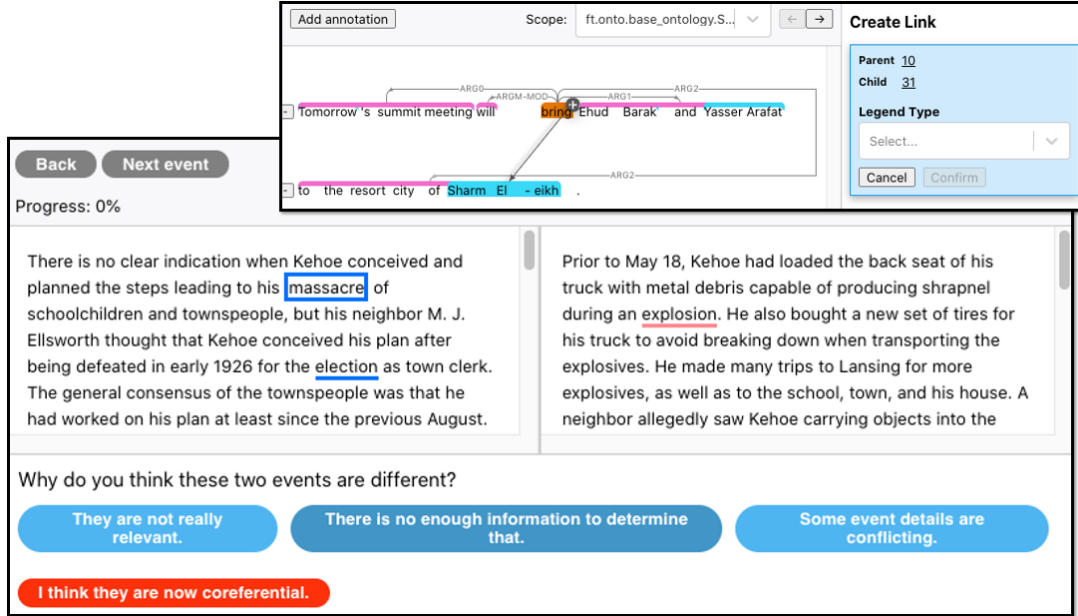 Add annotation
Scope:
ft.onto.base_ontology.S...
← →
Create Link
Parent 10
Child 31
Legend Type
Select...
Cancel Confirm
ARG0
ARGM-MOD
ARG1
ARG2
Tomorrow 's summit meeting will bring Ehud Barak and Yasser Arafat
ARG2
to the resort city of Sharm El - eikh .
Back Next event
Progress: 0%
There is no clear indication when Kehoe conceived and
planned the steps leading to his massacre of
schoolchildren and townspeople, but his neighbor M. J.
Ellsworth thought that Kehoe conceived his plan after
being defeated in early 1926 for the election as town clerk.
The general consensus of the townspeople was that he
had worked on his plan at least since the previous August.
Prior to May 18, Kehoe had loaded the back seat of his
truck with metal debris capable of producing shrapnel
during an explosion. He also bought a new set of tires for
his truck to avoid breaking down when transporting the
explosives. He made many trips to Lansing for more
explosives, as well as to the school, town, and his house. A
neighbor allegedly saw Kehoe carrying objects into the
Why do you think these two events are different?
They are not really
relevant.
There is no enough information to determine
that.
Some event details are
conflicting.
I think they are now coreferential.